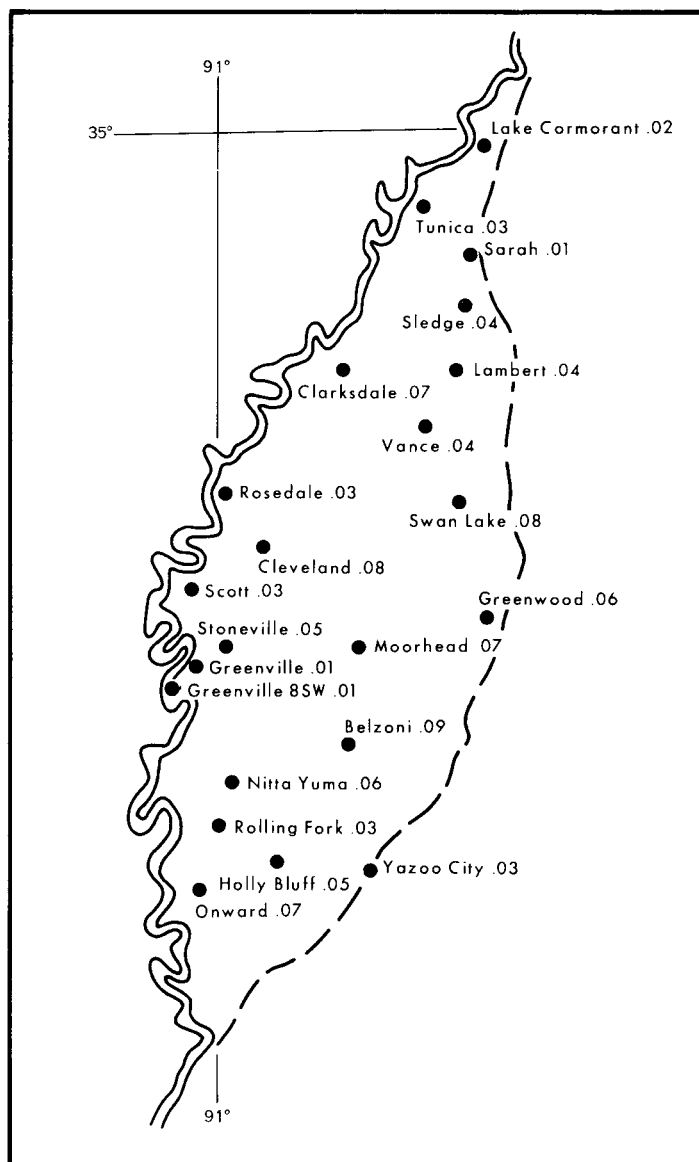 91°
35°
Lake Cormorant .02
Tunica .03
Sarah .01
Sledge .04
Clarksdale .07
Lambert .04
Vance .04
Rosedale .03
Swan Lake .08
Cleveland .08
Scott .03
Greenwood .06
Stoneville .05
Moorhead .07
Greenville .01
Greenville 8SW .01
Belzoni .09
Nitta Yuma .06
Rolling Fork .03
Yazoo City .03
Holly Bluff .05
Onward .07
91°